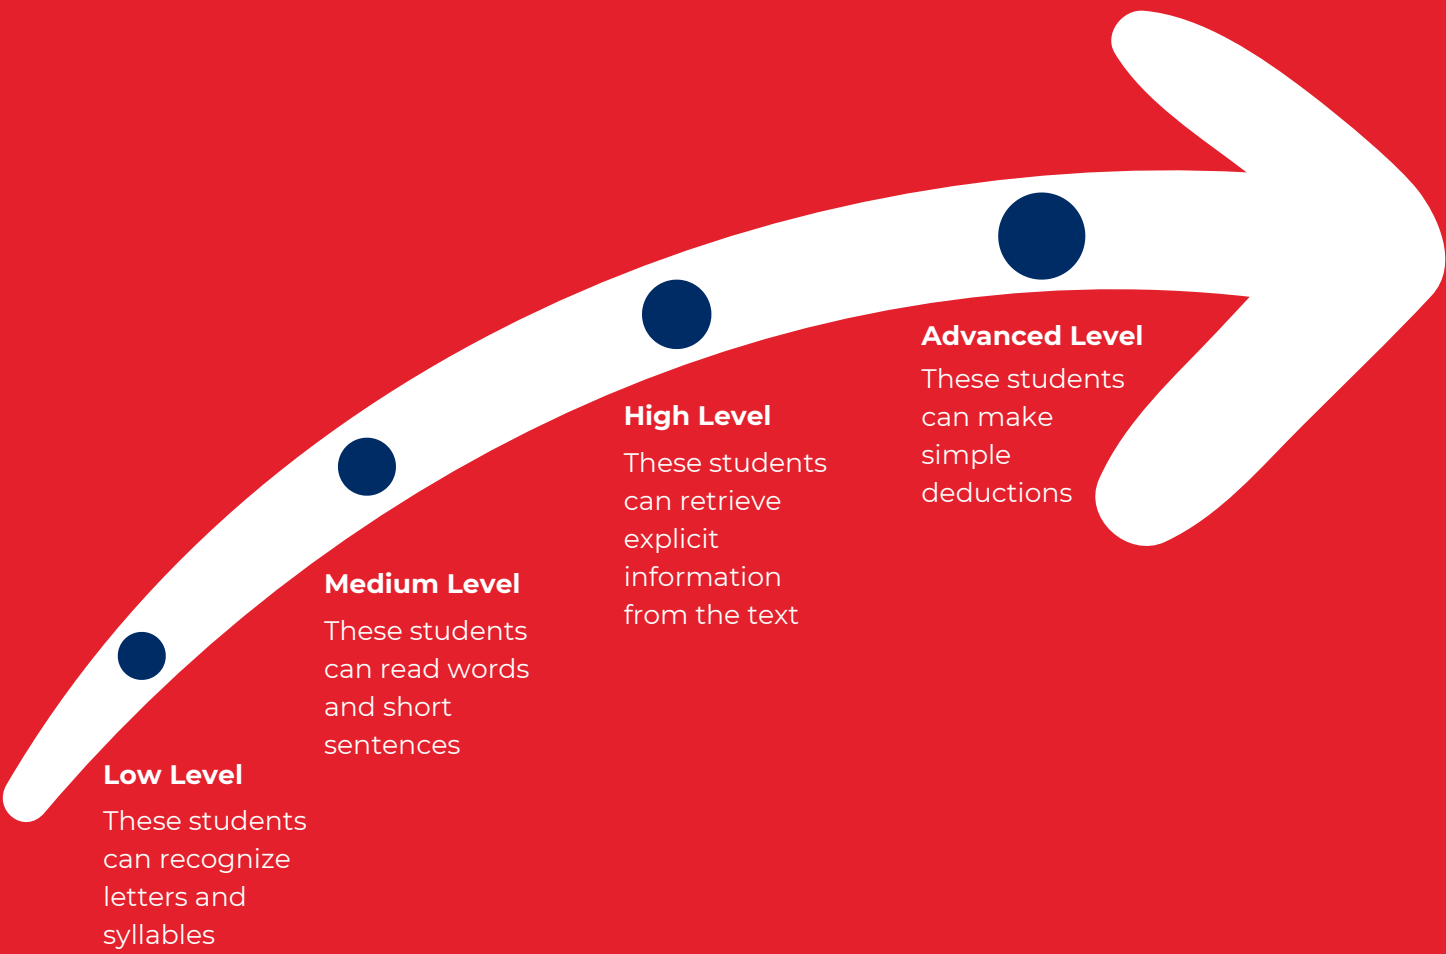 Low Level
These students
can recognize
letters and
syllables
Medium Level
These students
can read words
and short
sentences
High Level
These students
can retrieve
explicit
information
from the text
Advanced Level
These students
can make
simple
deductions